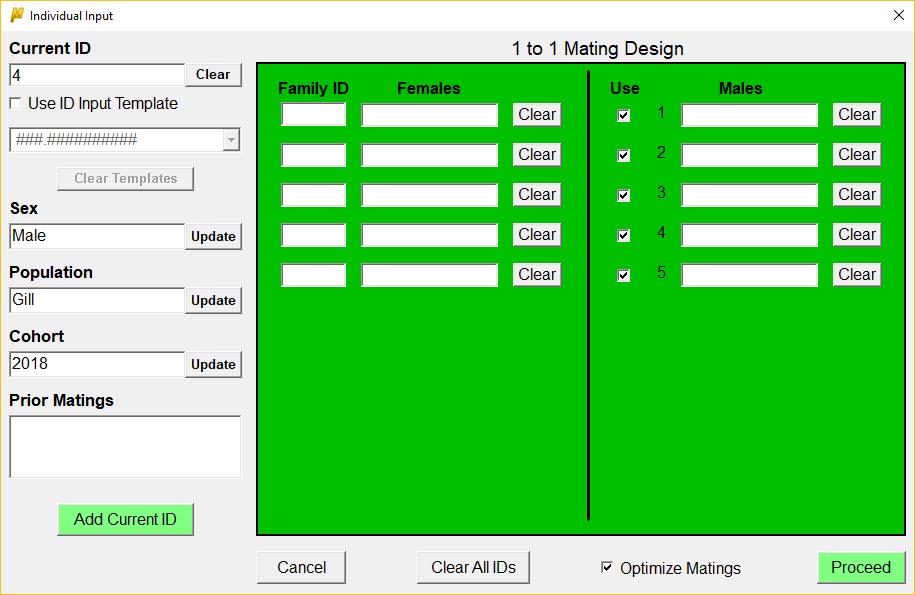 Individual Input
Current ID
4
Clear
Use ID Input Template
###.###########
Clear Templates
Sex
Male
Update
Population
Gill
Update
Cohort
2018
Update
Prior Matings
Add Current ID
1 to 1 Mating Design
Family ID Females Use Males
Clear 1 Clear
Clear 2 Clear
Clear 3 Clear
Clear 4 Clear
Clear 5 Clear
Cancel Clear All IDs Optimize Matings Proceed